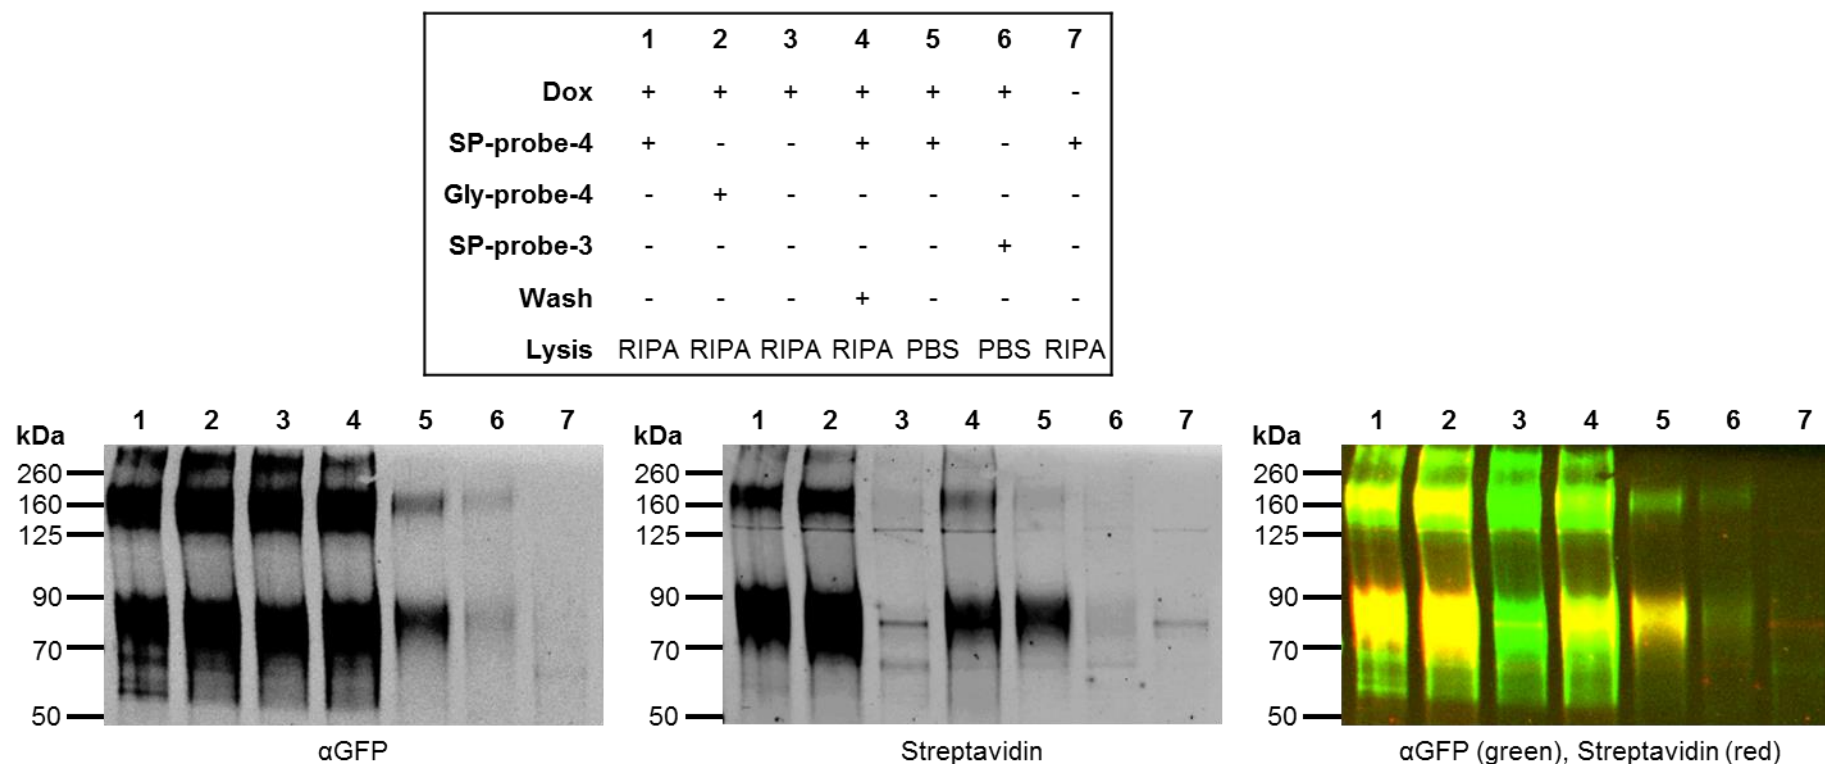 1 2 3 4 5 6 7
Dox + + + + + + -
SP-probe-4 + - - + + - +
Gly-probe-4 - + - - - - -
SP-probe-3 - - - - - + -
Wash - - - + - - -
Lysis RIPA RIPA RIPA RIPA PBS PBS RIPA
1 2 3 4 5 6 7
kDa
260
160
125
90
70
50
αGFP
1 2 3 4 5 6 7
kDa
260
160
125
90
70
50
Streptavidin
1 2 3 4 5 6 7
kDa
260
160
125
90
70
50
αGFP (green), Streptavidin (red)